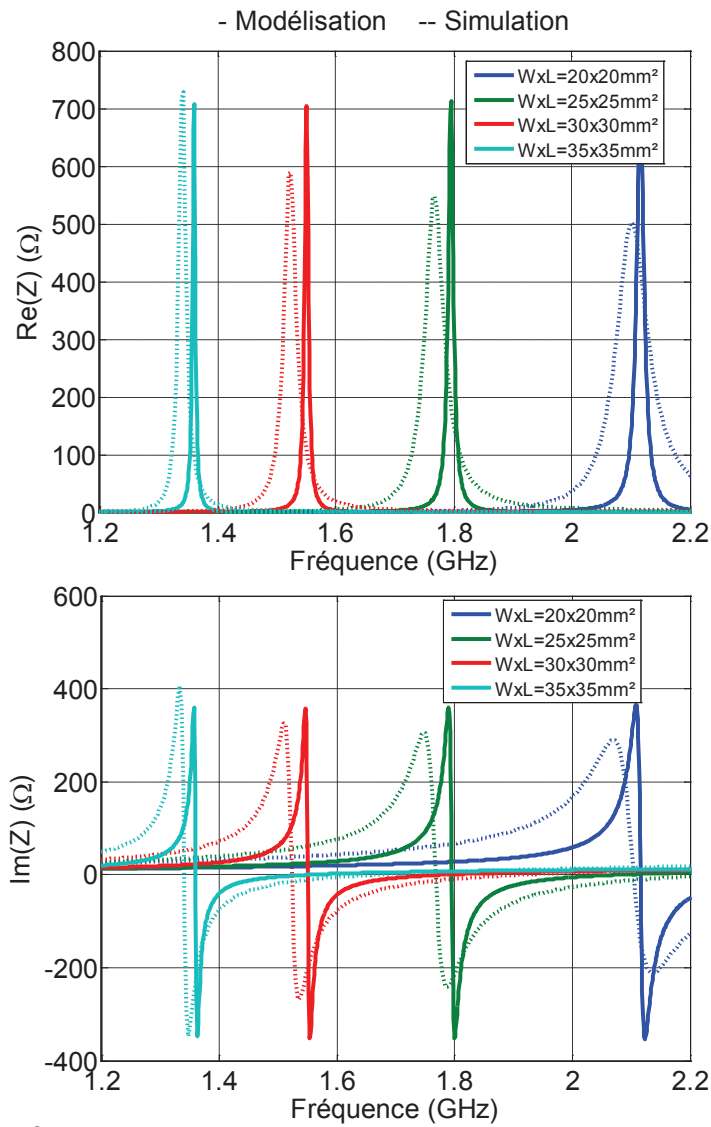 - Modélisation -- Simulation
800
700
600
500
400
300
200
100
0
Re(Z) (Ω)
WxL=20x20mm²
WxL=25x25mm²
WxL=30x30mm²
WxL=35x35mm²
1.2 1.4 1.6 1.8 2 2.2
Fréquence (GHz)
600
400
200
0
-200
-400
Im(Z) (Ω)
WxL=20x20mm²
WxL=25x25mm²
WxL=30x30mm²
WxL=35x35mm²
1.2 1.4 1.6 1.8 2 2.2
Fréquence (GHz)